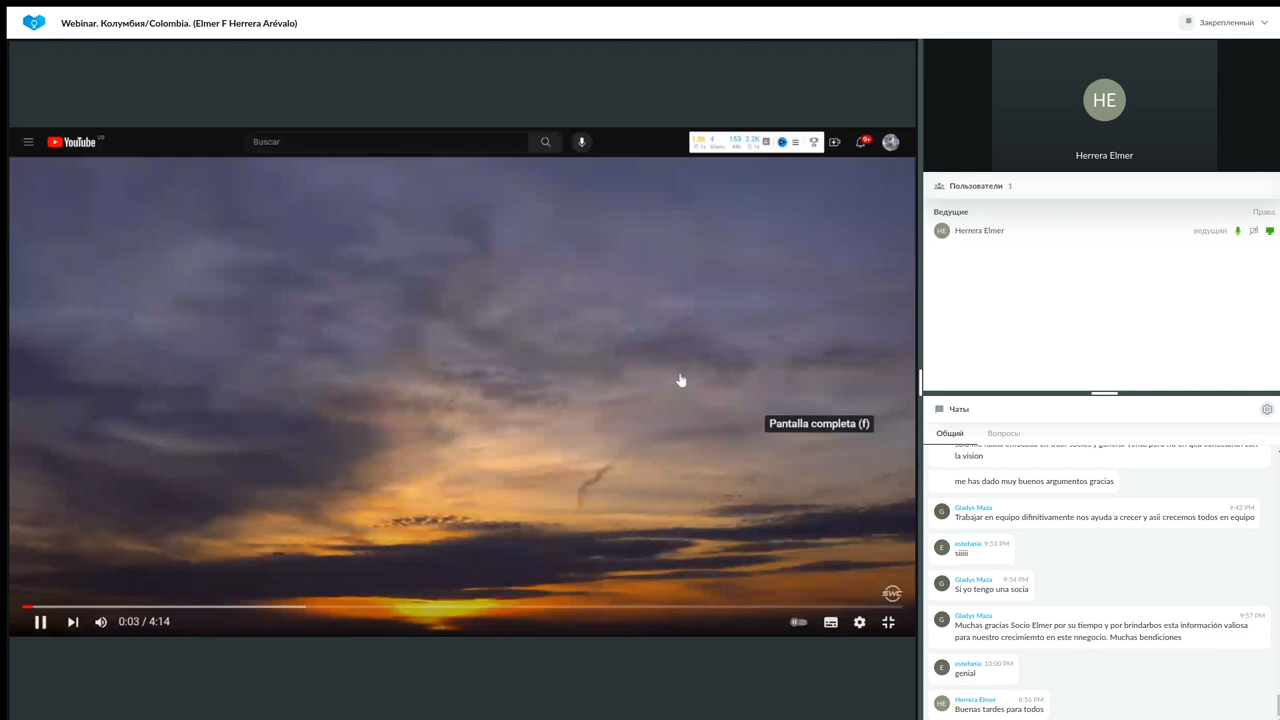 Webinar. Колумбия/Colombia. (Elmer F Herrera Arévalo)
Закрепленный
YouTube
Buscar
9+
HE
Herrera Elmer
Pantalla completa (f)
SWC
0:03 / 4:14
Пользователи 1
Ведущие Права
HE Herrera Elmer ведущий
Чаты
Общий Вопросы
la vision
me has dado muy buenos argumentos gracias
Gladys Maza 9:42 PM
G
Trabajar en equipo difinitivamente nos ayuda a crecer y asii crecemos todos en equipo
estefania 9:53 PM
E
siiiii
Gladys Maza 9:54 PM
G
Si yo tengo una socia
Gladys Maza 9:57 PM
G
Muchas gracias Socio Elmer por su tiempo y por brindarbos esta información valiosa
para nuestro crecimiemto en este nnegocio. Muchas bendiciones
estefania 10:00 PM
E
genial
Herrera Elmer 8:56 PM
HE
Buenas tardes para todos